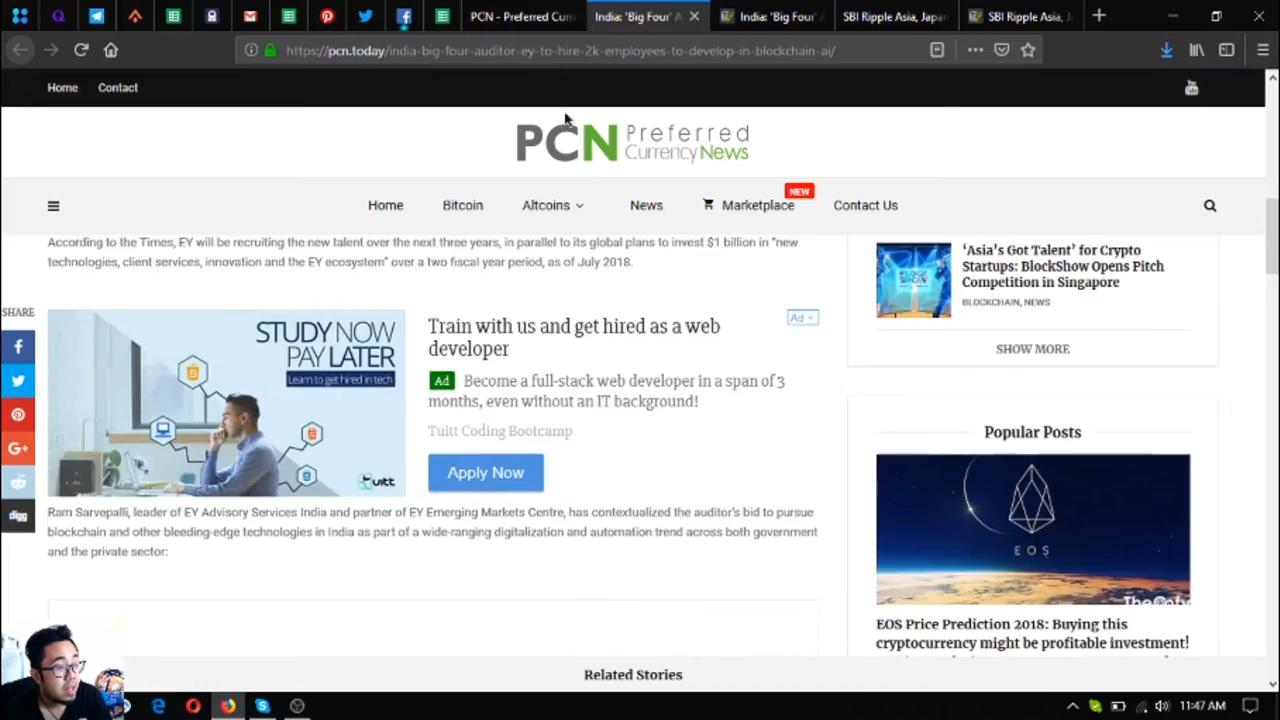 PCN - Preferred Curr
India: 'Big Four' A
India: 'Big Four' A
SBI Ripple Asia, Japan
SBI Ripple Asia, J
https://pcn.today/india-big-four-auditor-ey-to-hire-2k-employees-to-develop-in-blockchain-ai/
Home Contact
PCN Preferred
Currency News
NEW
Home Bitcoin Altcoins News Marketplace Contact Us
According to the Times, EY will be recruiting the new talent over the next three years, in parallel to its global plans to invest $1 billion in "new
technologies, client services, innovation and the EY ecosystem" over a two fiscal year period, as of July 2018.
'Asia's Got Talent' for Crypto
Startups: BlockShow Opens Pitch
Competition in Singapore
BLOCKCHAIN, NEWS
SHOW MORE
SHARE
STUDY NOW
PAY LATER
Learn to get hired in tech
tuitt
Train with us and get hired as a web
developer
Ad
Ad Become a full-stack web developer in a span of 3
months, even without an IT background!
Tuitt Coding Bootcamp
Apply Now
digg
Ram Sarvepalli, leader of EY Advisory Services India and partner of EY Emerging Markets Centre, has contextualized the auditor's bid to pursue
blockchain and other bleeding-edge technologies in India as part of a wide-ranging digitalization and automation trend across both government
and the private sector:
Popular Posts
EOS
EOS Price Prediction 2018: Buying this
cryptocurrency might be profitable investment!
Related Stories
11:47 AM